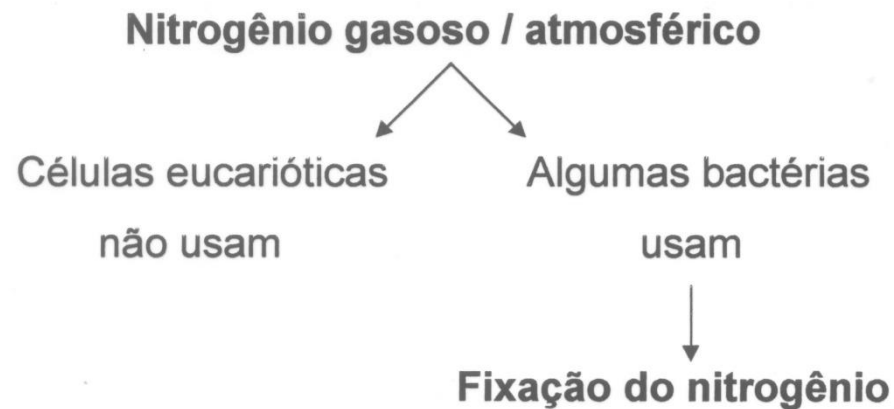 Nitrogênio gasoso / atmosférico
Células eucarióticas
não usam
Algumas bactérias
usam
Fixação do nitrogênio